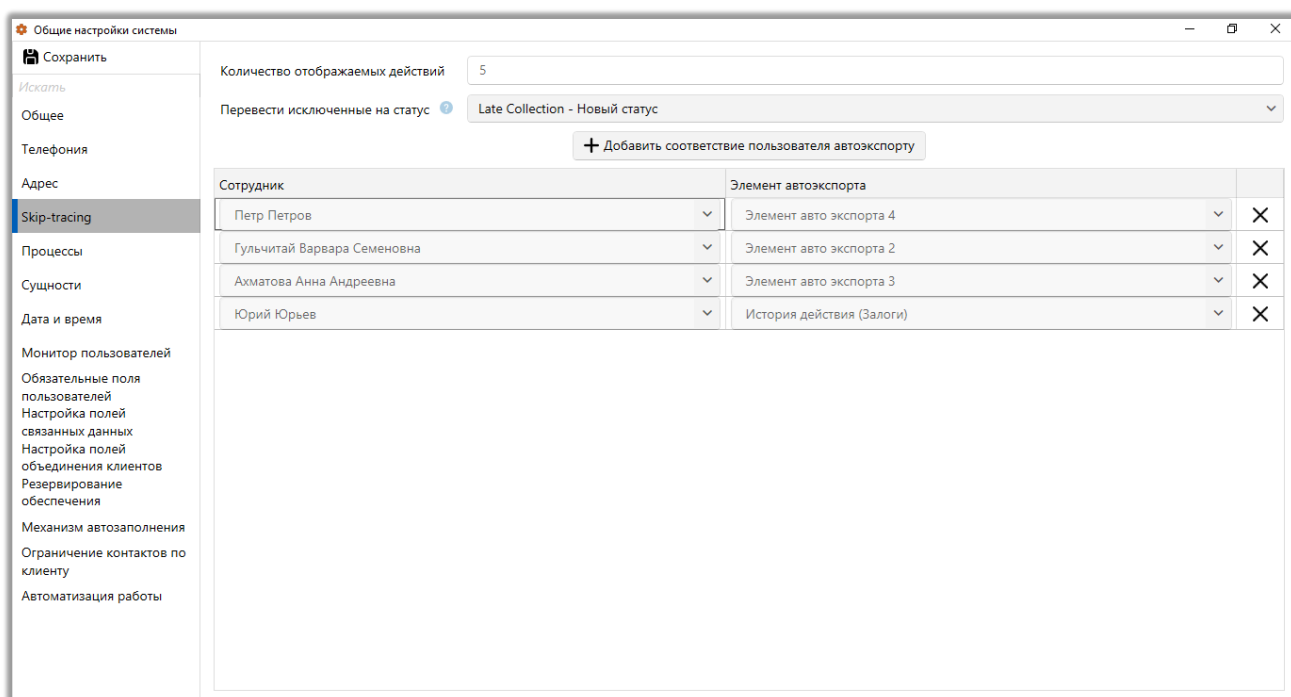 Общие настройки системы
Сохранить
Искать
Общее
Телефония
Адрес
Skip-tracing
Процессы
Сущности
Дата и время
Монитор пользователей
Обязательные поля
пользователей
Настройка полей
связанных данных
Настройка полей
объединения клиентов
Резервирование
обеспечения
Механизм автозаполнения
Ограничение контактов по
клиенту
Автоматизация работы
Количество отображаемых действий 5
Перевести исключенные на статус ? Late Collection - Новый статус
Добавить соответствие пользователя автоэкспорту
Сотрудник Элемент автоэкспорта
Петр Петров Элемент авто экспорта 4
Гульчитай Варвара Семеновна Элемент авто экспорта 2
Ахматова Анна Андреевна Элемент авто экспорта 3
Юрий Юрьев История действия (Залоги)